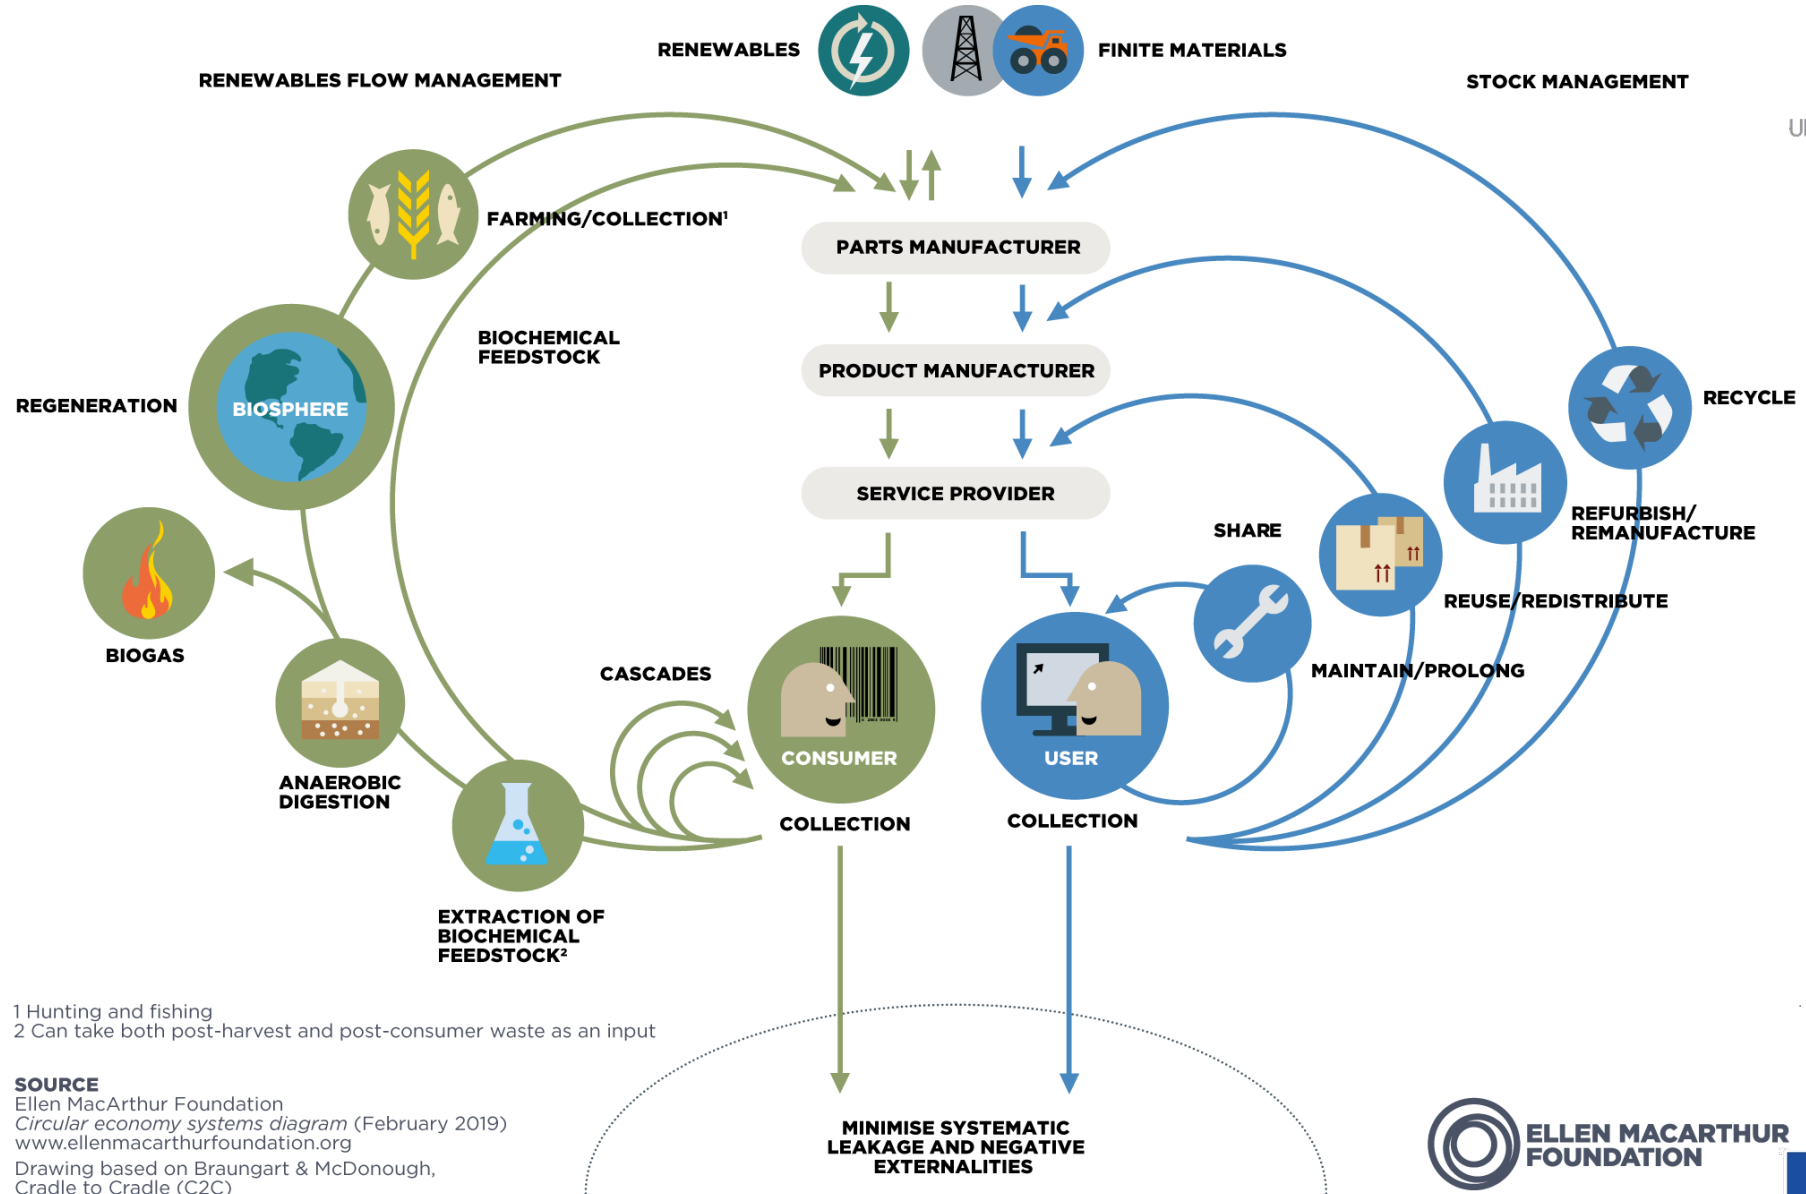 RENEWABLES
FINITE MATERIALS
RENEWABLES FLOW MANAGEMENT
STOCK MANAGEMENT
FARMING/COLLECTION¹
PARTS MANUFACTURER
BIOCHEMICAL
FEEDSTOCK
PRODUCT MANUFACTURER
REGENERATION
BIOSPHERE
RECYCLE
SERVICE PROVIDER
SHARE
REFURBISH/
REMANUFACTURE
REUSE/REDISTRIBUTE
BIOGAS
CASCADES
MAINTAIN/PROLONG
CONSUMER
USER
ANAEROBIC
DIGESTION
COLLECTION
COLLECTION
EXTRACTION OF
BIOCHEMICAL
FEEDSTOCK²
1 Hunting and fishing
2 Can take both post-harvest and post-consumer waste as an input
SOURCE
Ellen MacArthur Foundation
Circular economy systems diagram (February 2019)
www.ellenmacarthurfoundation.org
Drawing based on Braungart & McDonough,
Cradle to Cradle (C2C)
MINIMISE SYSTEMATIC
LEAKAGE AND NEGATIVE
EXTERNALITIES
ELLEN MACARTHUR
FOUNDATION